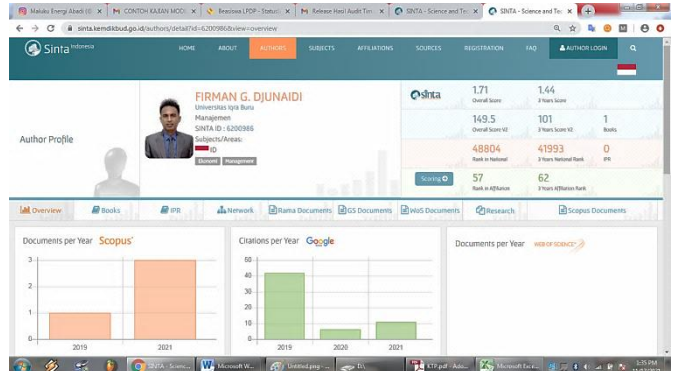 Maluku Energi Abadi (8)
CONTOH KAJIAN MODI
Beasiswa LPDP - Status
Release Hasil Audit Tim
SINTA - Science and Tec
SINTA - Science and Tec
sinta.kemdikbud.go.id/authors/detail?id=6200986&view=overview
Sinta Indonesia
HOME
ABOUT
AUTHORS
SUBJECTS
AFFILIATIONS
SOURCES
REGISTRATION
FAQ
AUTHOR LOGIN
Author Profile
FIRMAN G. DJUNAIDI
Universitas Iqra Buru
Manajemen
SINTA ID : 6200986
Subjects/Areas:
ID
Ekonomi Management
sinta
1.71
Overall Score
1.44
3 Years Score
149.5
Overall Score V2
101
3 Years Score V2
1
Books
48804
Rank in National
41993
3 Years National Rank
0
IPR
Scoring
57
Rank in Affiliation
62
3 Years Affiliation Rank
Overview
Books
IPR
Network
Rama Documents
GS Documents
WoS Documents
Research
Scopus Documents
Documents per Year Scopus
3
2
1
0
2019
2021
Citations per Year Google
50
40
30
20
10
0
2019
2020
2021
Documents per Year WEB OF SCIENCE
SINTA - Scienc...
Microsoft W...
Untitled.png - ...
D:\
KTP.pdf - Ado...
Microsoft Exce...
1:35 PM